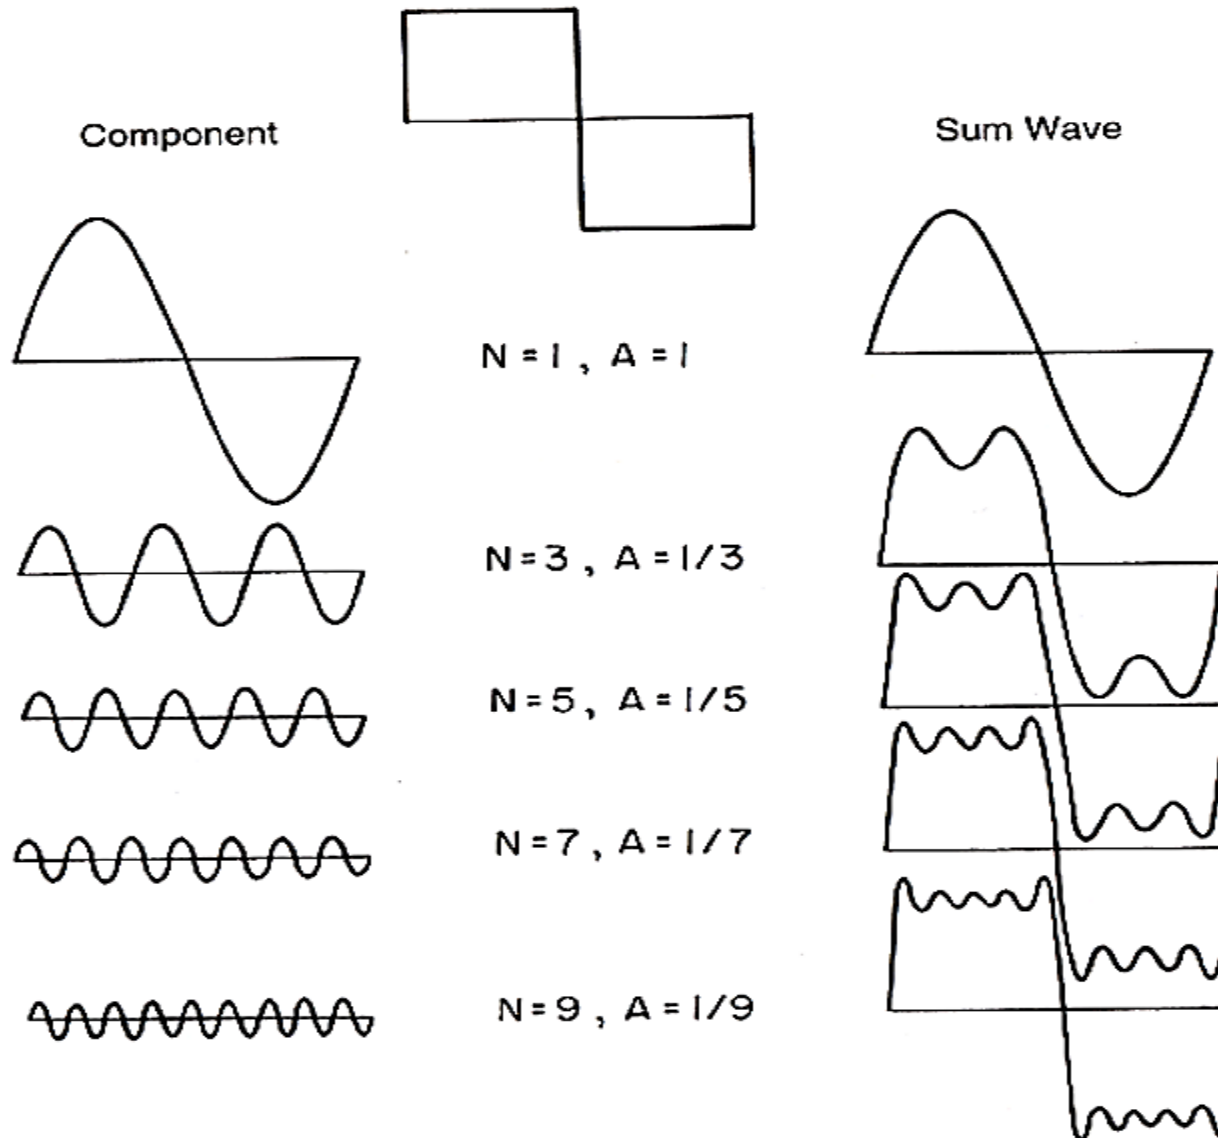 Component
Sum Wave
N = 1 , A = 1
N = 3 , A = 1/3
N = 5 , A = 1/5
N = 7 , A = 1/7
N = 9 , A = 1/9